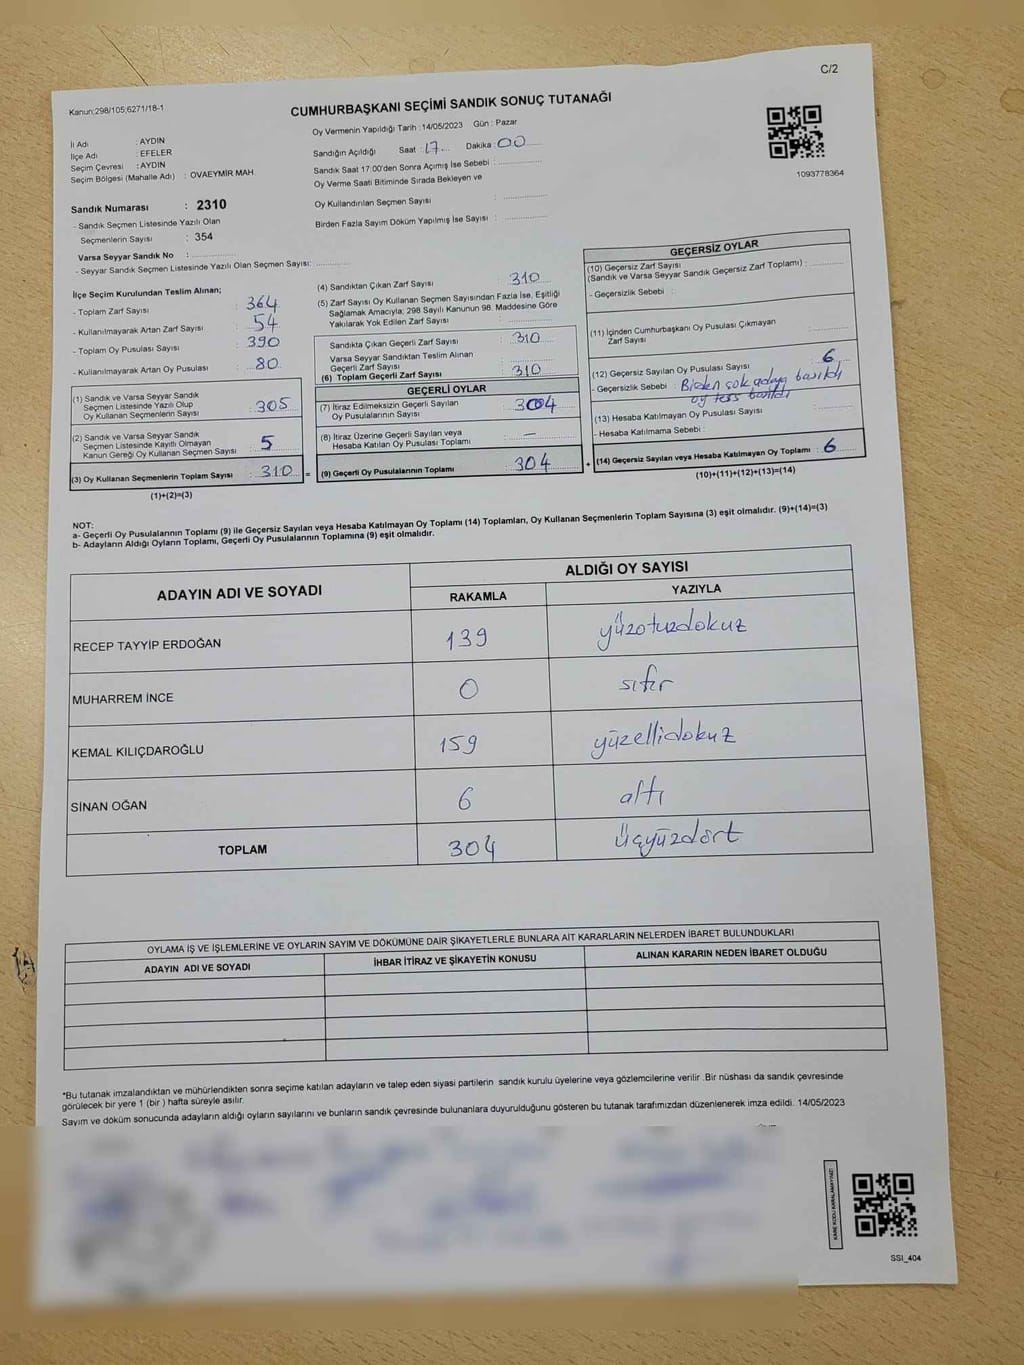 C/2
Kanun:298/105;6271/18-1
CUMHURBAŞKANI SEÇİMİ SANDIK SONUÇ TUTANAĞI
Oy Vermenin Yapıldığı Tarih :14/05/2023 Gün : Pazar
İl Adı : AYDIN
İlçe Adı : EFELER
Seçim Çevresi : AYDIN
Seçim Bölgesi (Mahalle Adı) : OVAEYMİR MAH.
Sandığın Açıldığı Saat : 17 Dakika : 00
Sandık Saat 17:00'den Sonra Açımış İse Sebebi :
Oy Verme Saati Bitiminde Sırada Bekleyen ve
Oy Kullandırılan Seçmen Sayısı :
Birden Fazla Sayım Döküm Yapılmış İse Sayısı :
1093778364
Sandık Numarası : 2310
- Sandık Seçmen Listesinde Yazılı Olan
Seçmenlerin Sayısı : 354
Varsa Seyyar Sandık No :
- Seyyar Sandık Seçmen Listesinde Yazılı Olan Seçmen Sayısı:
İlçe Seçim Kurulundan Teslim Alınan;
- Toplam Zarf Sayısı : 364
- Kullanılmayarak Artan Zarf Sayısı : 54
- Toplam Oy Pusulası Sayısı : 390
- Kullanılmayarak Artan Oy Pusulası : 80
(1) Sandık ve Varsa Seyyar Sandık
Seçmen Listesinde Yazılı Olup
Oy Kullanan Seçmenlerin Sayısı : 305
(2) Sandık ve Varsa Seyyar Sandık
Seçmen Listesinde Kayıtlı Olmayan
Kanun Gereği Oy Kullanan Seçmen Sayısı : 5
(3) Oy Kullanan Seçmenlerin Toplam Sayısı : 310 =
(1)+(2)=(3)
(4) Sandıktan Çıkan Zarf Sayısı : 310
(5) Zarf Sayısı Oy Kullanan Seçmen Sayısından Fazla İse, Eşitliği
Sağlamak Amacıyla; 298 Sayılı Kanunun 98. Maddesine Göre
Yakılarak Yok Edilen Zarf Sayısı :
Sandıkta Çıkan Geçerli Zarf Sayısı : 310
Varsa Seyyar Sandıktan Teslim Alınan
Geçerli Zarf Sayısı :
(6) Toplam Geçerli Zarf Sayısı : 310
GEÇERLİ OYLAR
(7) İtiraz Edilmeksizin Geçerli Sayılan
Oy Pusulalarının Sayısı : 304
(8) İtiraz Üzerine Geçerli Sayılan veya
Hesaba Katılan Oy Pusulası Toplamı : —
(9) Geçerli Oy Pusulalarının Toplamı : 304 +
GEÇERSİZ OYLAR
(10) Geçersiz Zarf Sayısı
(Sandık ve Varsa Seyyar Sandık Geçersiz Zarf Toplamı) :
- Geçersizlik Sebebi :
(11) İçinden Cumhurbaşkanı Oy Pusulası Çıkmayan
Zarf Sayısı :
(12) Geçersiz Sayılan Oy Pusulası Sayısı : 6
- Geçersizlik Sebebi : Birden çok adaya basıldı
oy ters basıldı
(13) Hesaba Katılmayan Oy Pusulası Sayısı :
- Hesaba Katılmama Sebebi :
(14) Geçersiz Sayılan veya Hesaba Katılmayan Oy Toplamı : 6
(10)+(11)+(12)+(13)=(14)
NOT:
a- Geçerli Oy Pusulalarının Toplamı (9) ile Geçersiz Sayılan veya Hesaba Katılmayan Oy Toplamı (14) Toplamları, Oy Kullanan Seçmenlerin Toplam Sayısına (3) eşit olmalıdır. (9)+(14)=(3)
b- Adayların Aldığı Oyların Toplamı, Geçerli Oy Pusulalarının Toplamına (9) eşit olmalıdır.
ADAYIN ADI VE SOYADI ALDIĞI OY SAYISI
RAKAMLA YAZIYLA
RECEP TAYYİP ERDOĞAN 139 yüzotuzdokuz
MUHARREM İNCE 0 sıfır
KEMAL KILIÇDAROĞLU 159 yüzellidokuz
SİNAN OĞAN 6 altı
TOPLAM 304 üçyüzdört
OYLAMA İŞ VE İŞLEMLERİNE VE OYLARIN SAYIM VE DÖKÜMÜNE DAİR ŞİKAYETLERLE BUNLARA AİT KARARLARIN NELERDEN İBARET BULUNDUKLARI
ADAYIN ADI VE SOYADI İHBAR İTİRAZ VE ŞİKAYETİN KONUSU ALINAN KARARIN NEDEN İBARET OLDUĞU
*Bu tutanak imzalandıktan ve mühürlendikten sonra seçime katılan adayların ve talep eden siyasi partilerin sandık kurulu üyelerine veya gözlemcilerine verilir .Bir nüshası da sandık çevresinde
görülecek bir yere 1 (bir ) hafta süreyle asılır.
Sayım ve döküm sonucunda adayların aldığı oyların sayılarını ve bunların sandık çevresinde bulunanlara duyurulduğunu gösteren bu tutanak tarafımızdan düzenlenerek imza edildi. 14/05/2023
KARE KODU KARALAMAYINIZ!
SSI_404